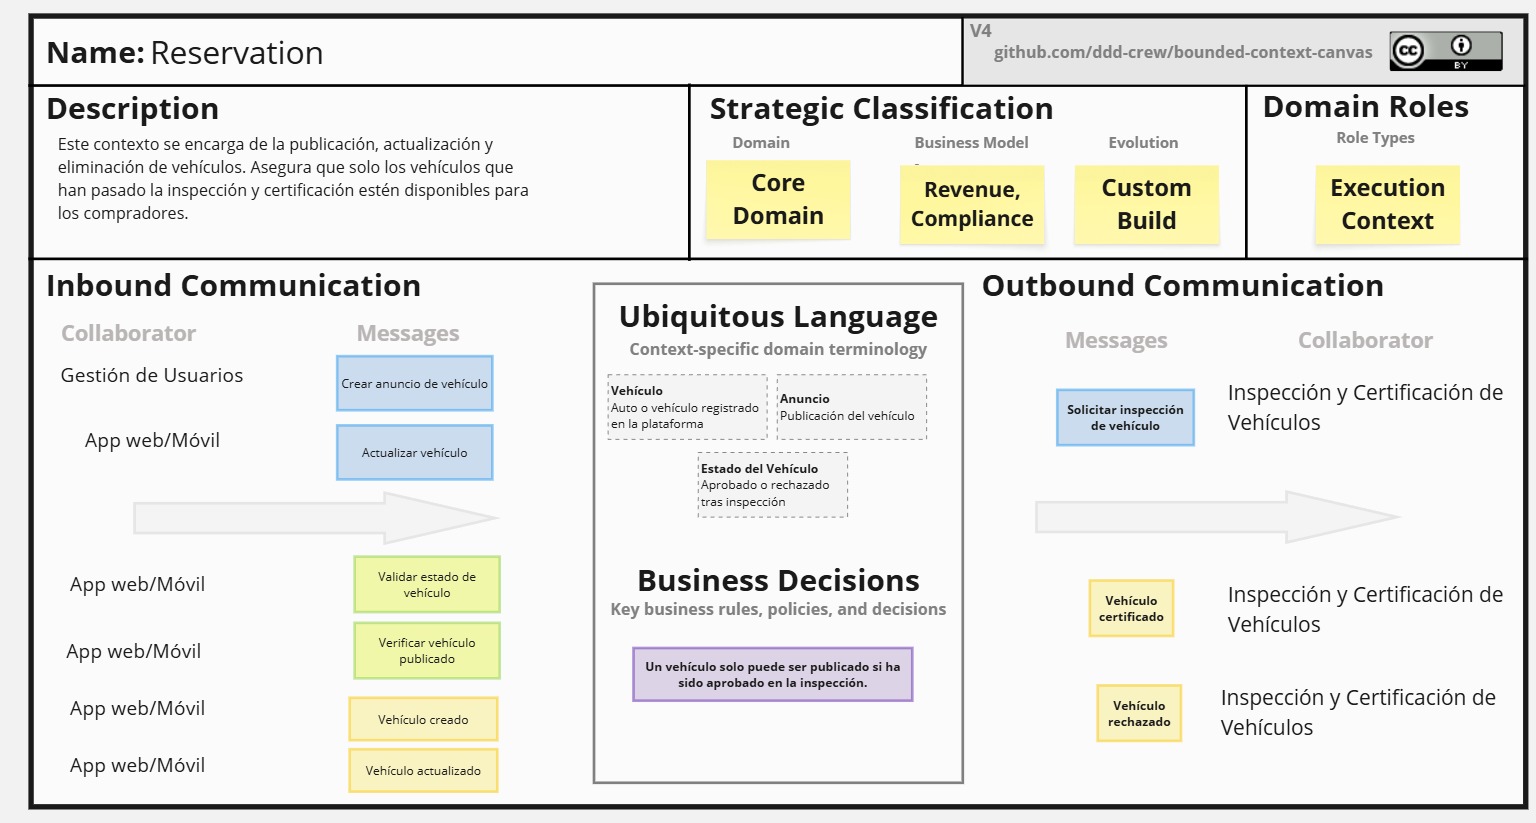 Name: Reservation
V4
github.com/ddd-crew/bounded-context-canvas
cc
BY
Description
Este contexto se encarga de la publicación, actualización y
eliminación de vehículos. Asegura que solo los vehículos que
han pasado la inspección y certificación estén disponibles para
los compradores.
Strategic Classification
Domain
Core
Domain
Business Model
Revenue,
Compliance
Evolution
Custom
Build
Domain Roles
Role Types
Execution
Context
Inbound Communication
Collaborator
Messages
Gestión de Usuarios
Crear anuncio de vehículo
App web/Móvil
Actualizar vehículo
App web/Móvil
Validar estado de
vehículo
App web/Móvil
Verificar vehículo
publicado
App web/Móvil
Vehículo creado
App web/Móvil
Vehículo actualizado
Ubiquitous Language
Context-specific domain terminology
Vehículo
Auto o vehículo registrado
en la plataforma
Anuncio
Publicación del vehículo
Estado del Vehículo
Aprobado o rechazado
tras inspección
Business Decisions
Key business rules, policies, and decisions
Un vehículo solo puede ser publicado si ha
sido aprobado en la inspección.
Outbound Communication
Messages
Collaborator
Solicitar inspección
de vehículo
Inspección y Certificación de
Vehículos
Vehículo
certificado
Inspección y Certificación de
Vehículos
Vehículo
rechazado
Inspección y Certificación de
Vehículos